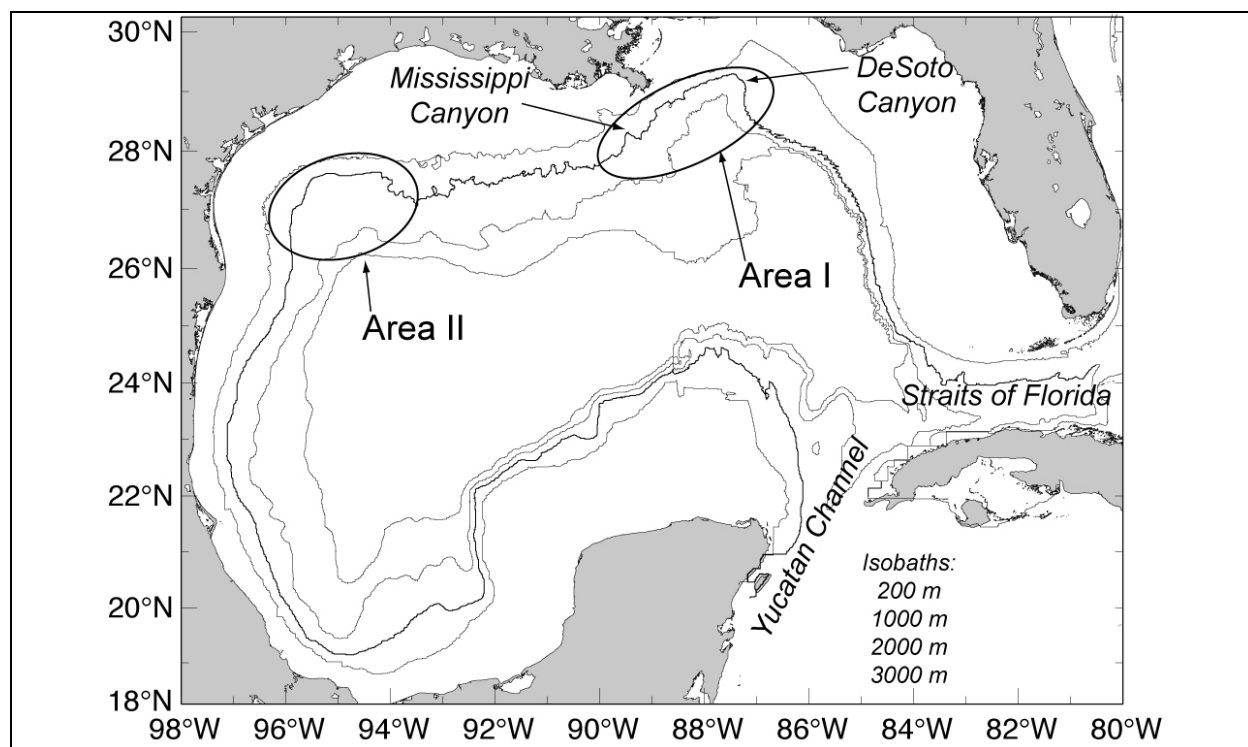 30°N
28°N
26°N
24°N
22°N
20°N
18°N
98°W 96°W 94°W 92°W 90°W 88°W 86°W 84°W 82°W 80°W
Mississippi
Canyon
DeSoto
Canyon
Area I
Area II
Straits of Florida
Yucatan Channel
Isobaths:
200 m
1000 m
2000 m
3000 m